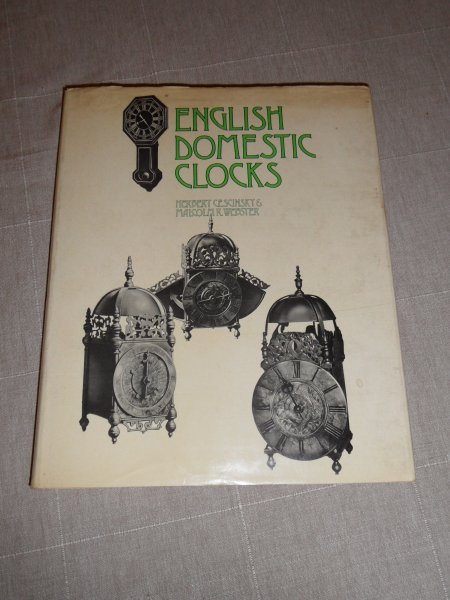 ENGLISH
DOMESTIC
CLOCKS
HERBERT CESCINSKY &
MALCOLM R. WEBSTER